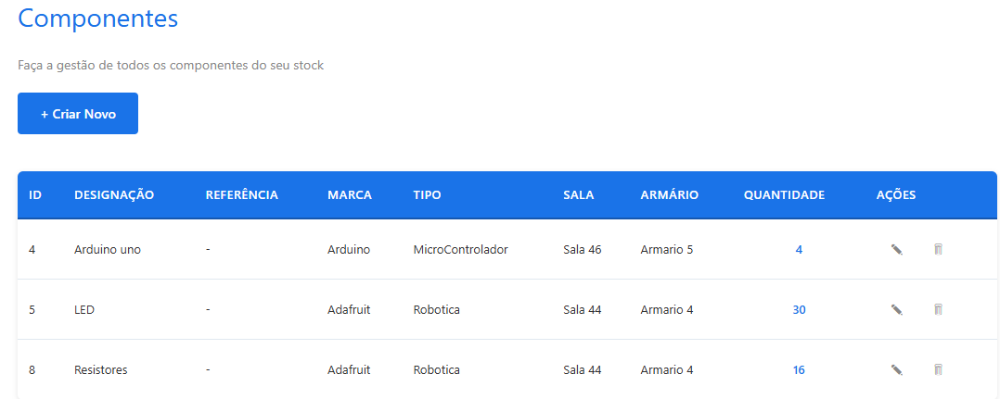 Componentes
Faça a gestão de todos os componentes do seu stock
+ Criar Novo
ID DESIGNAÇÃO REFERÊNCIA MARCA TIPO SALA ARMÁRIO QUANTIDADE AÇÕES
4 Arduino uno - Arduino MicroControlador Sala 46 Armario 5 4
5 LED - Adafruit Robotica Sala 44 Armario 4 30
8 Resistores - Adafruit Robotica Sala 44 Armario 4 16